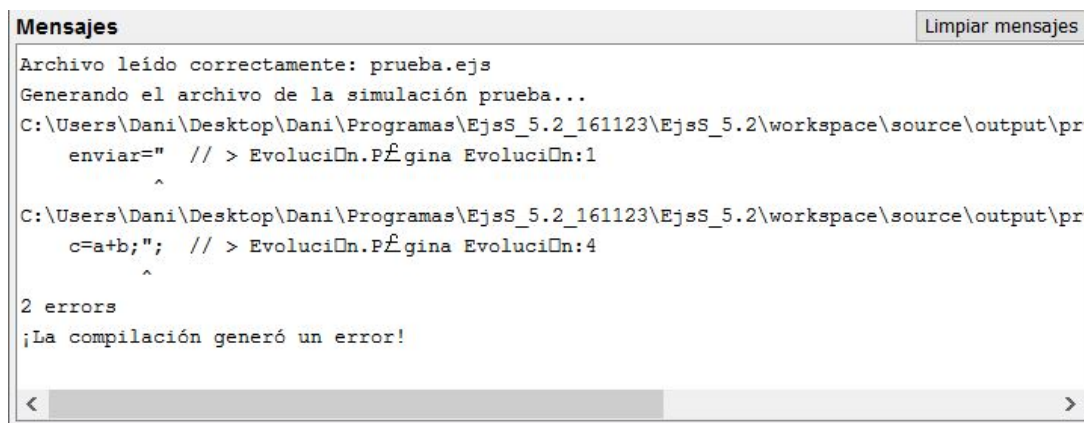 Mensajes Limpiar mensajes
Archivo leído correctamente: prueba.ejs
Generando el archivo de la simulación prueba...
C:\Users\Dani\Desktop\Dani\Programas\EjsS_5.2_161123\EjsS_5.2\workspace\source\output\pr
enviar=" // > Evoluci□n.P£gina Evoluci□n:1
^
C:\Users\Dani\Desktop\Dani\Programas\EjsS_5.2_161123\EjsS_5.2\workspace\source\output\pr
c=a+b;"; // > Evoluci□n.P£gina Evoluci□n:4
^
2 errors
¡La compilación generó un error!